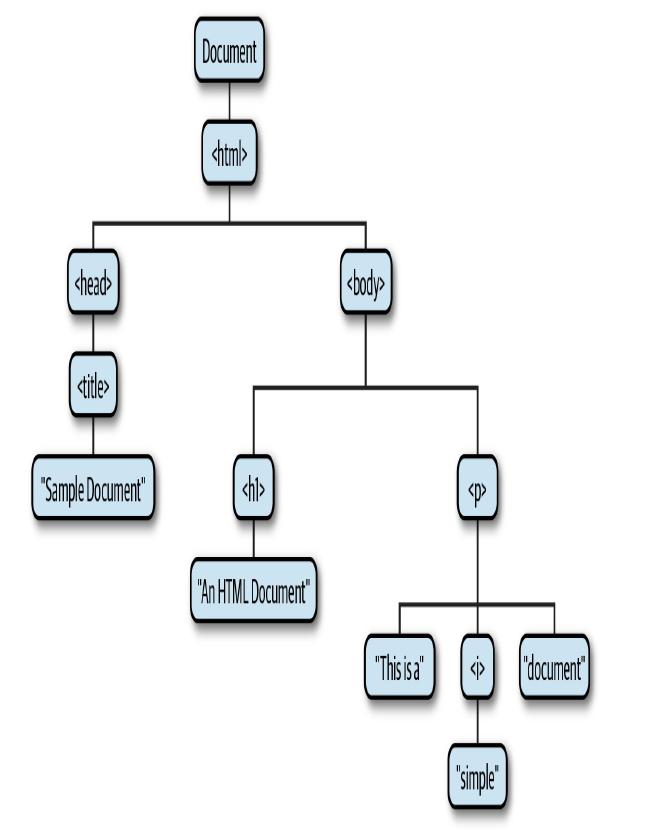 Document
<html>
<head>
<body>
<title>
"Sample Document"
<h1>
<p>
"An HTML Document"
"This is a"
<i>
"document"
"simple"